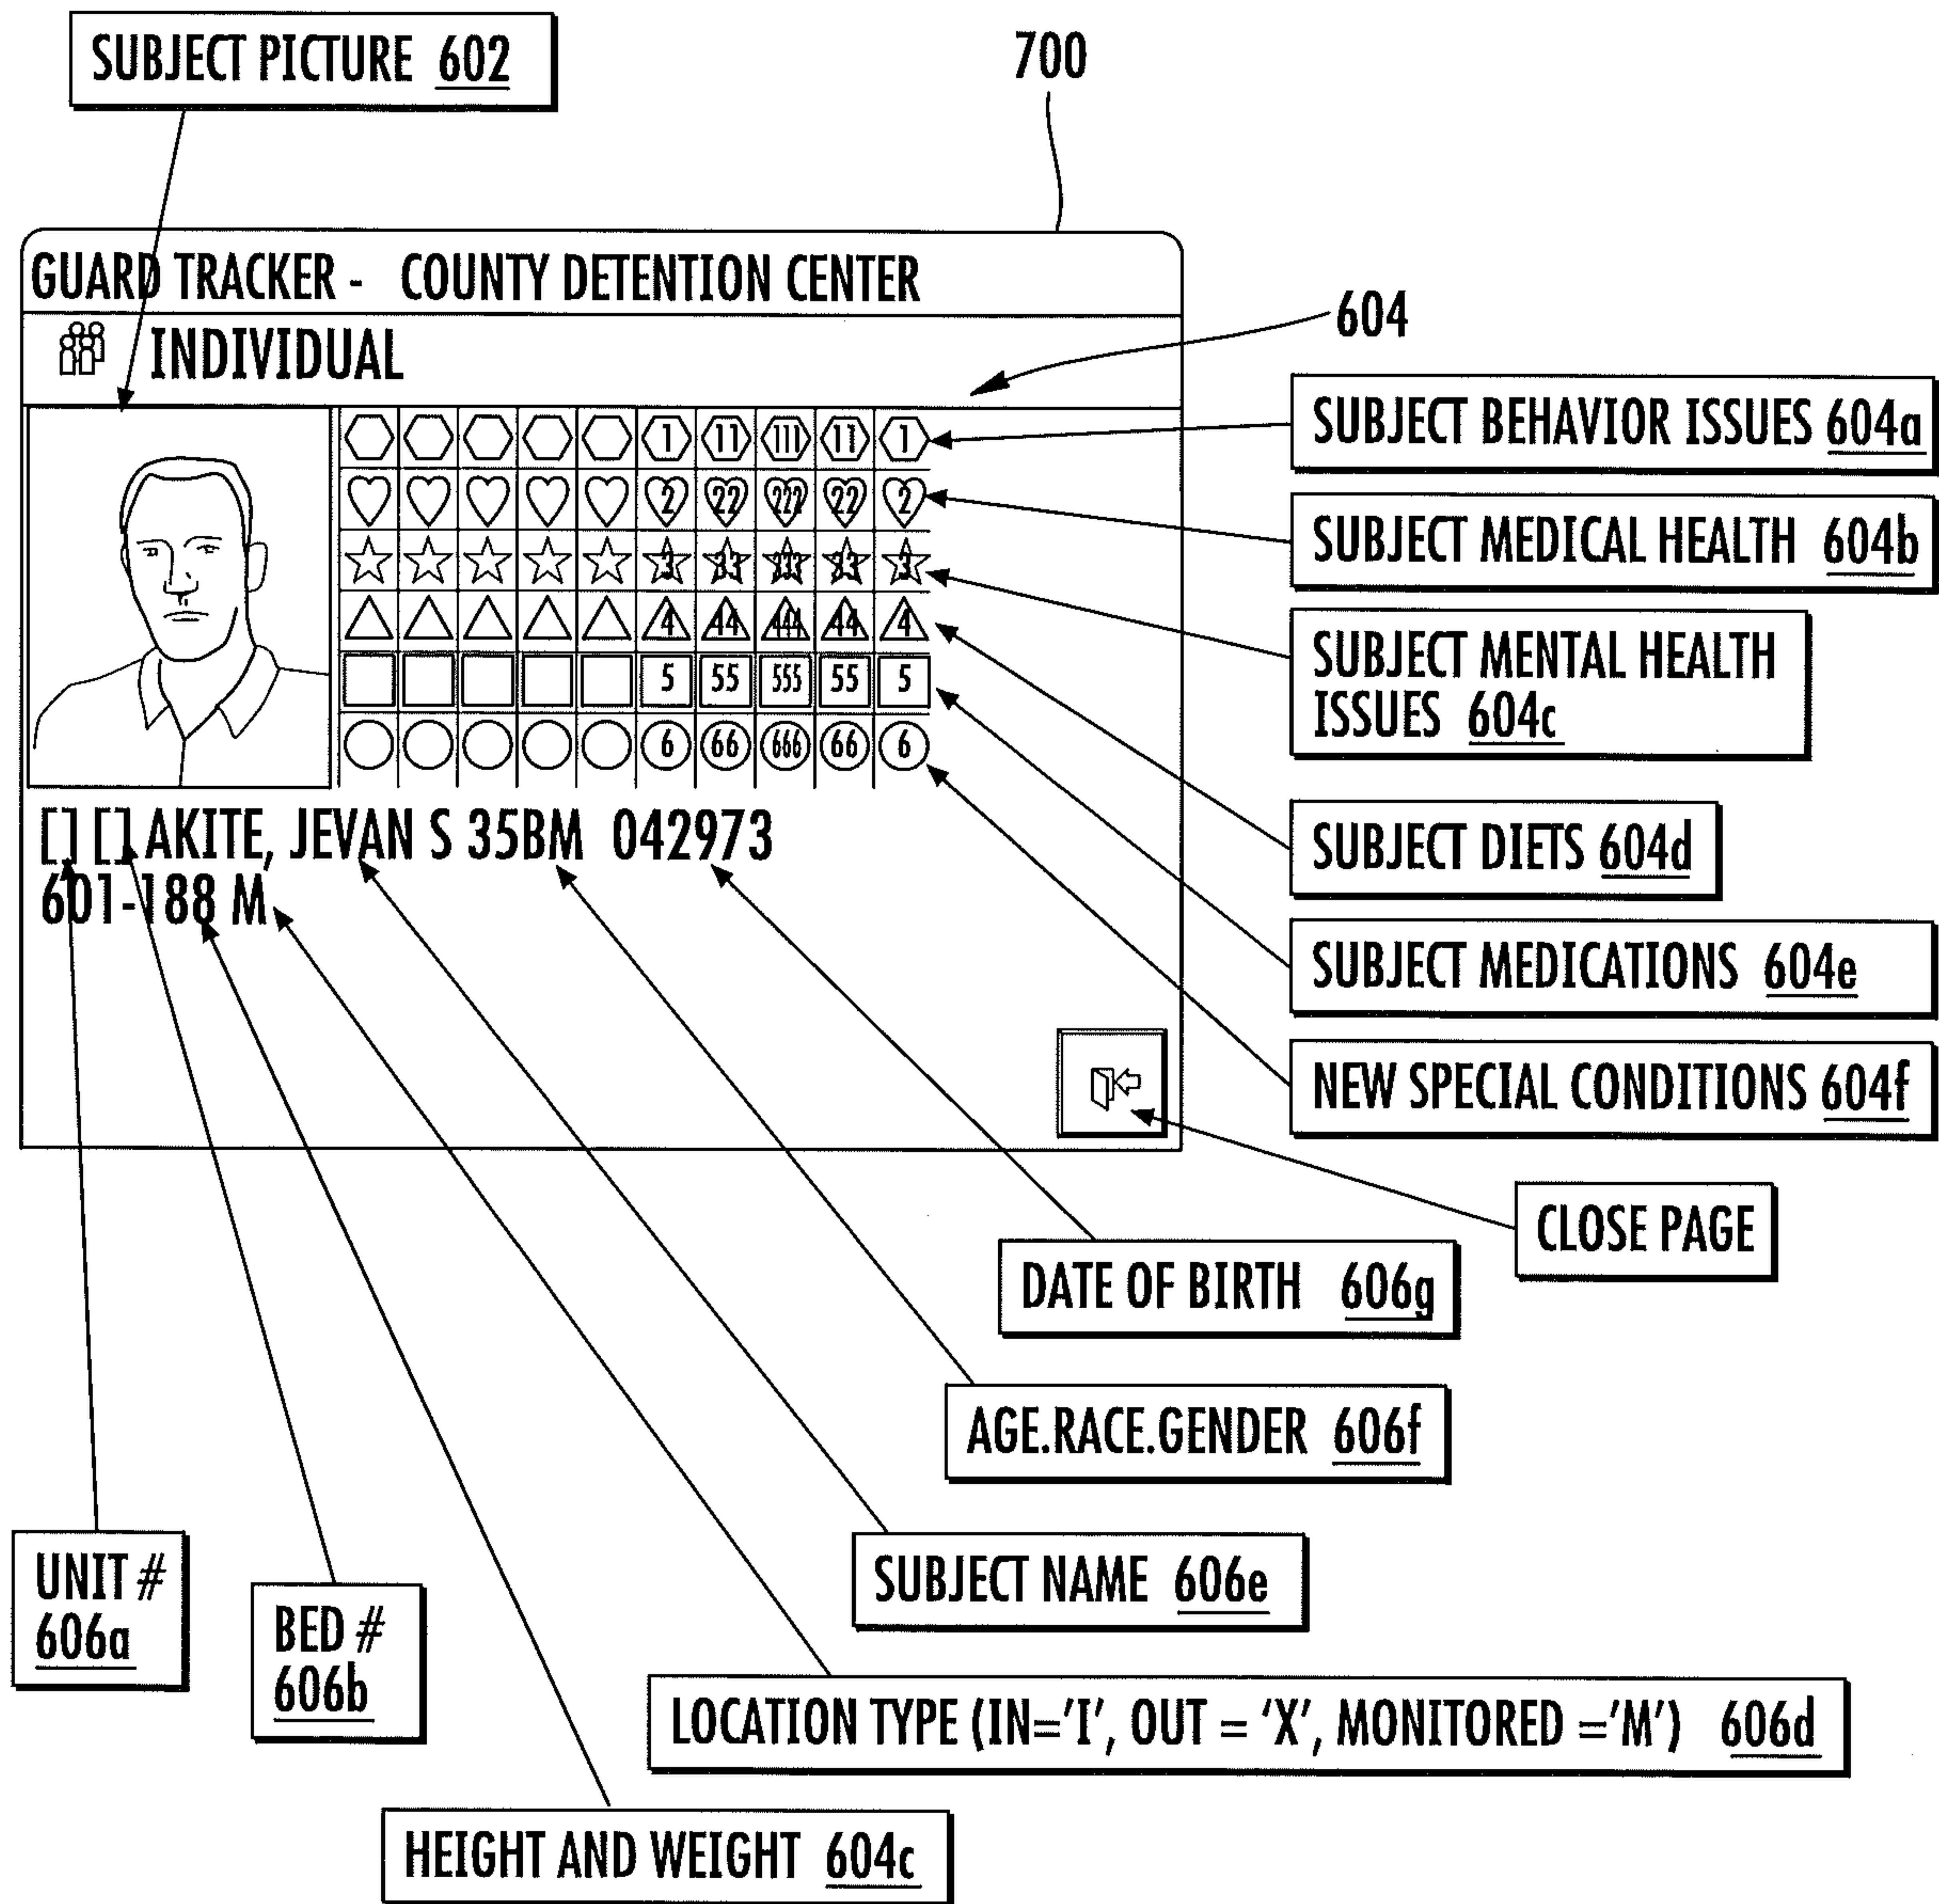 SUBJECT PICTURE 602
700
GUARD TRACKER - COUNTY DETENTION CENTER
INDIVIDUAL
604
1 11 111 11 1
2 22 222 22 2
3 33 333 33 3
4 44 444 44 4
5 55 555 55 5
6 66 666 66 6
[] [] AKITE, JEVAN S 35BM 042973
601-188 M
SUBJECT BEHAVIOR ISSUES 604a
SUBJECT MEDICAL HEALTH 604b
SUBJECT MENTAL HEALTH
ISSUES 604c
SUBJECT DIETS 604d
SUBJECT MEDICATIONS 604e
NEW SPECIAL CONDITIONS 604f
CLOSE PAGE
DATE OF BIRTH 606g
AGE.RACE.GENDER 606f
SUBJECT NAME 606e
UNIT #
606a
BED #
606b
LOCATION TYPE (IN='I', OUT = 'X', MONITORED ='M') 606d
HEIGHT AND WEIGHT 604c